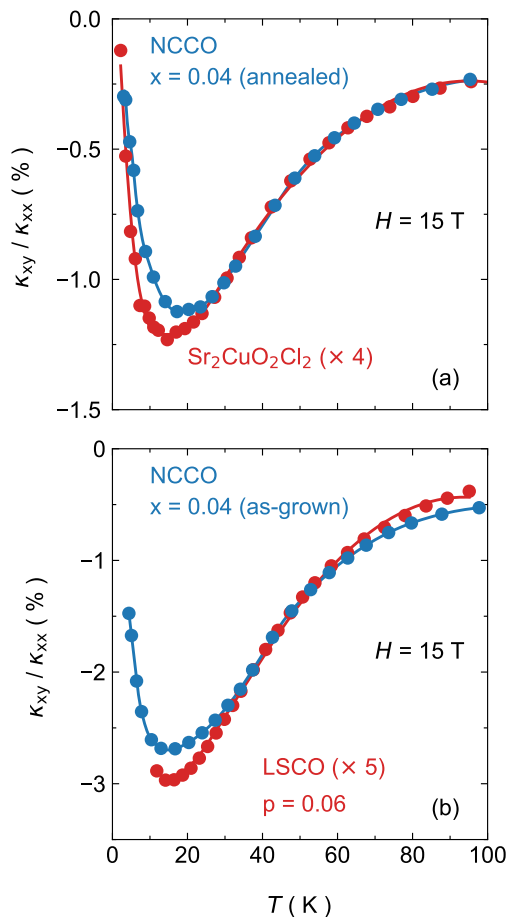 0.0
NCCO
x = 0.04 (annealed)
−0.5
κxy / κxx ( % )
H = 15 T
−1.0
Sr2CuO2Cl2 (× 4)
(a)
−1.5
0
NCCO
x = 0.04 (as-grown)
−1
κxy / κxx ( % )
H = 15 T
−2
LSCO (× 5)
−3
p = 0.06
(b)
0 20 40 60 80 100
T ( K )